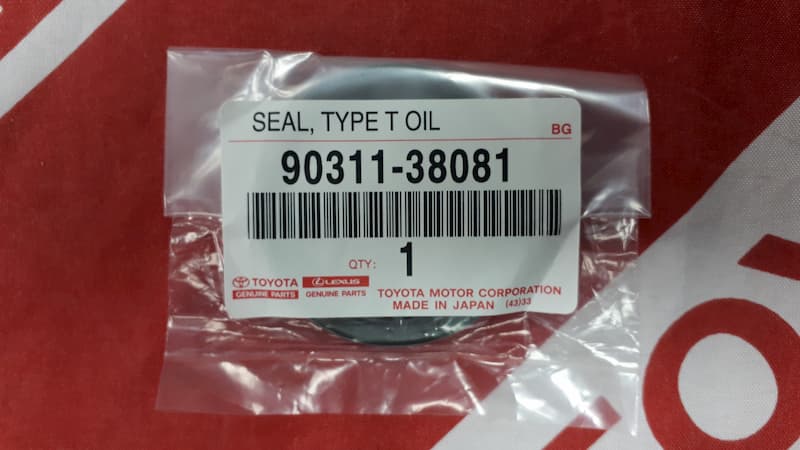 SEAL, TYPE T OIL
BG
90311-38081
QTY: 1
TOYOTA LEXUS
GENUINE PARTS GENUINE PARTS
TOYOTA MOTOR CORPORATION
MADE IN JAPAN (43)33